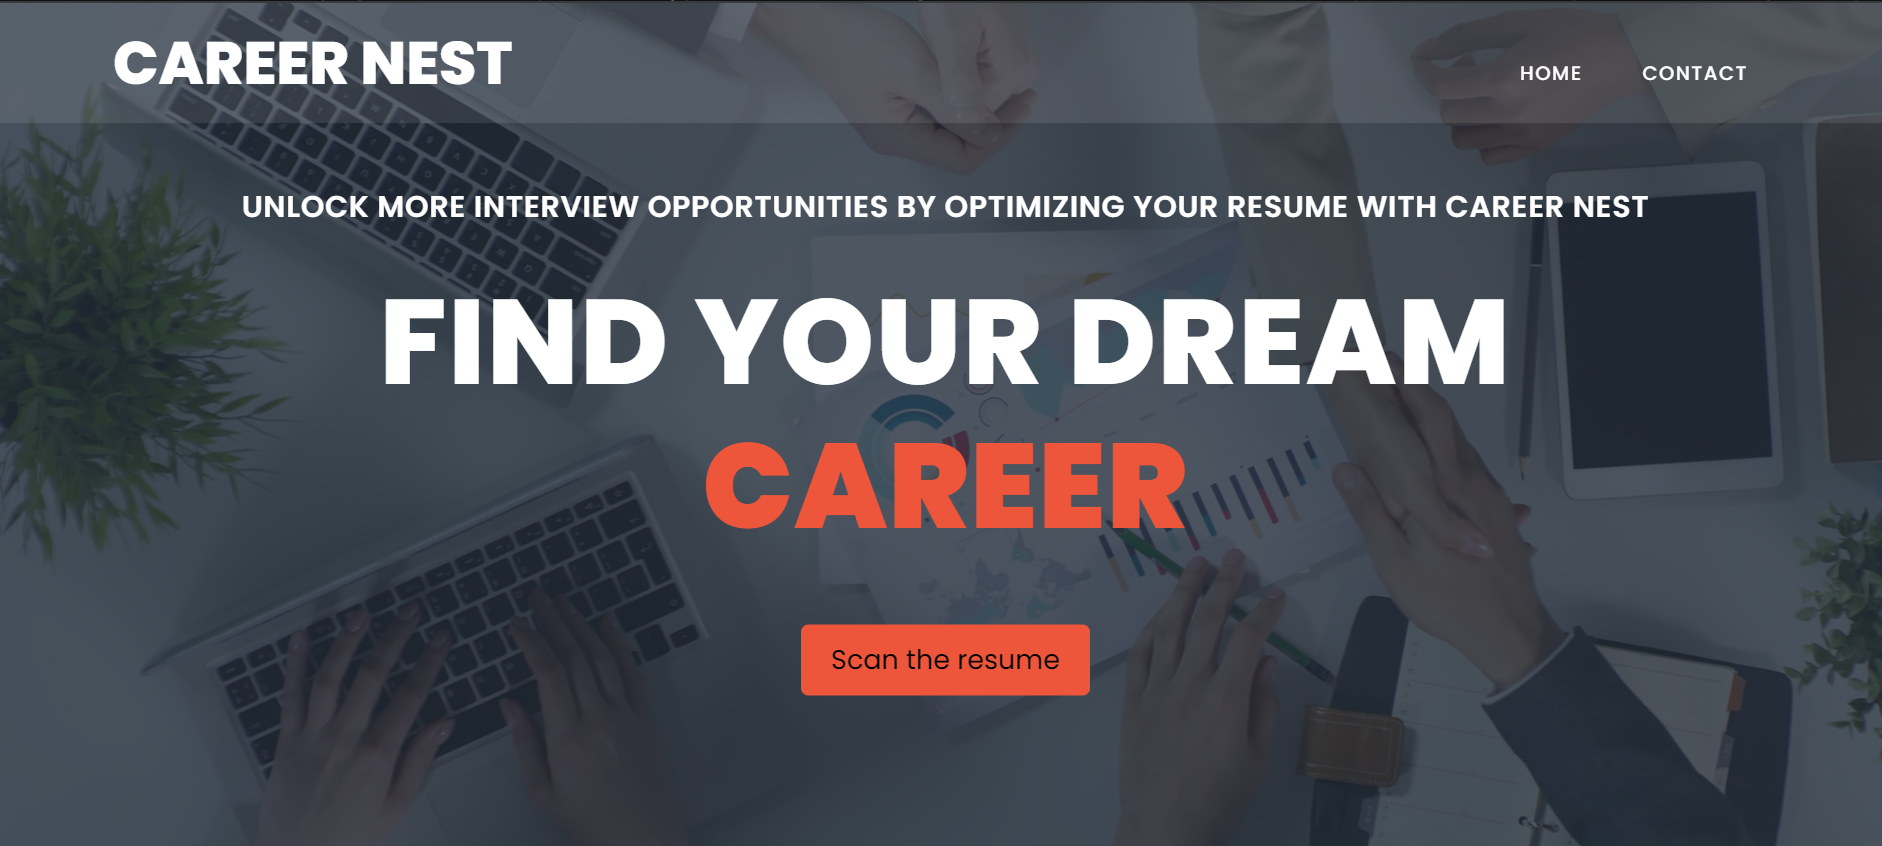 CAREER NEST
HOME
CONTACT
UNLOCK MORE INTERVIEW OPPORTUNITIES BY OPTIMIZING YOUR RESUME WITH CAREER NEST
FIND YOUR DREAM
CAREER
Scan the resume